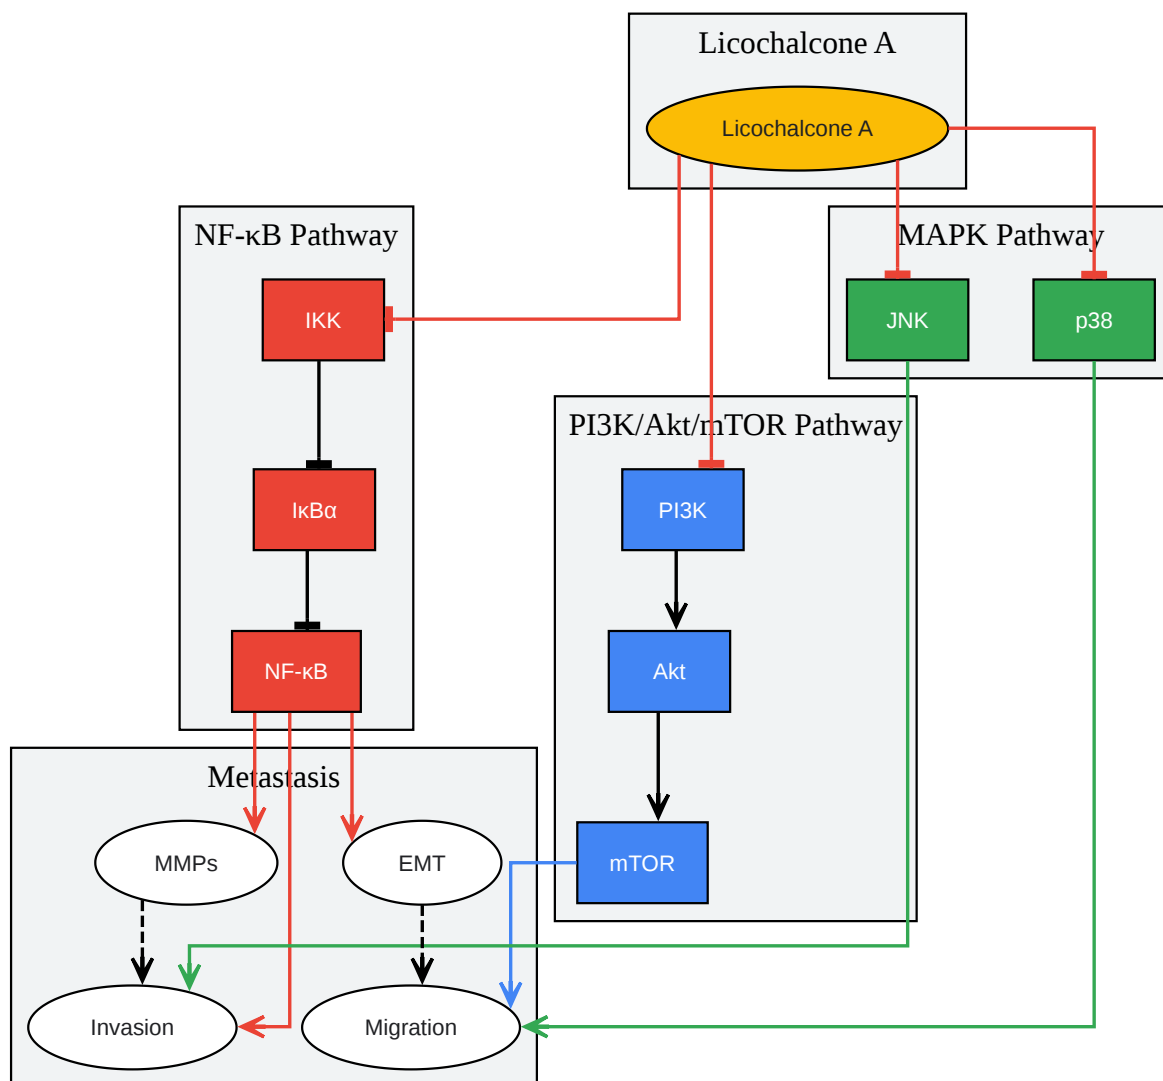 Licochalcone A
Licochalcone A
NF-κB Pathway
MAPK Pathway
IKK
JNK
p38
PI3K/Akt/mTOR Pathway
IκBα
PI3K
NF-κB
Akt
Metastasis
MMPs
EMT
mTOR
Invasion
Migration